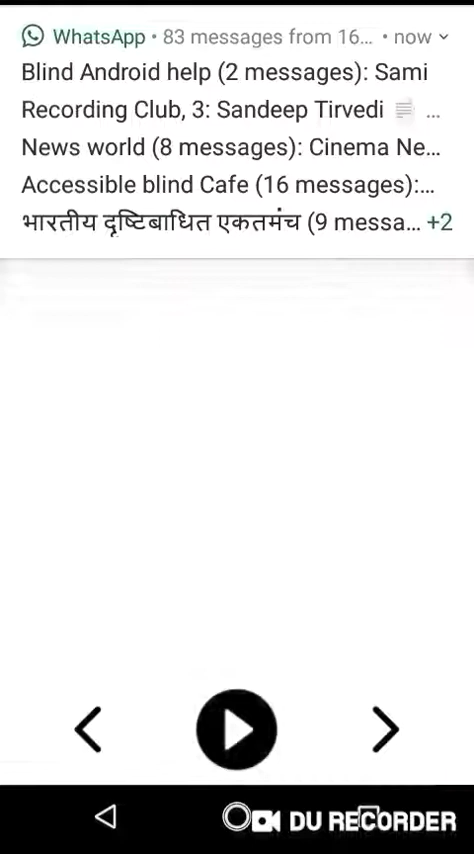 WhatsApp • 83 messages from 16... • now
Blind Android help (2 messages): Sami
Recording Club, 3: Sandeep Tirvedi ...
News world (8 messages): Cinema Ne...
Accessible blind Cafe (16 messages):...
भारतीय दृष्टिबाधित एकतमंच (9 messa... +2
DU RECORDER